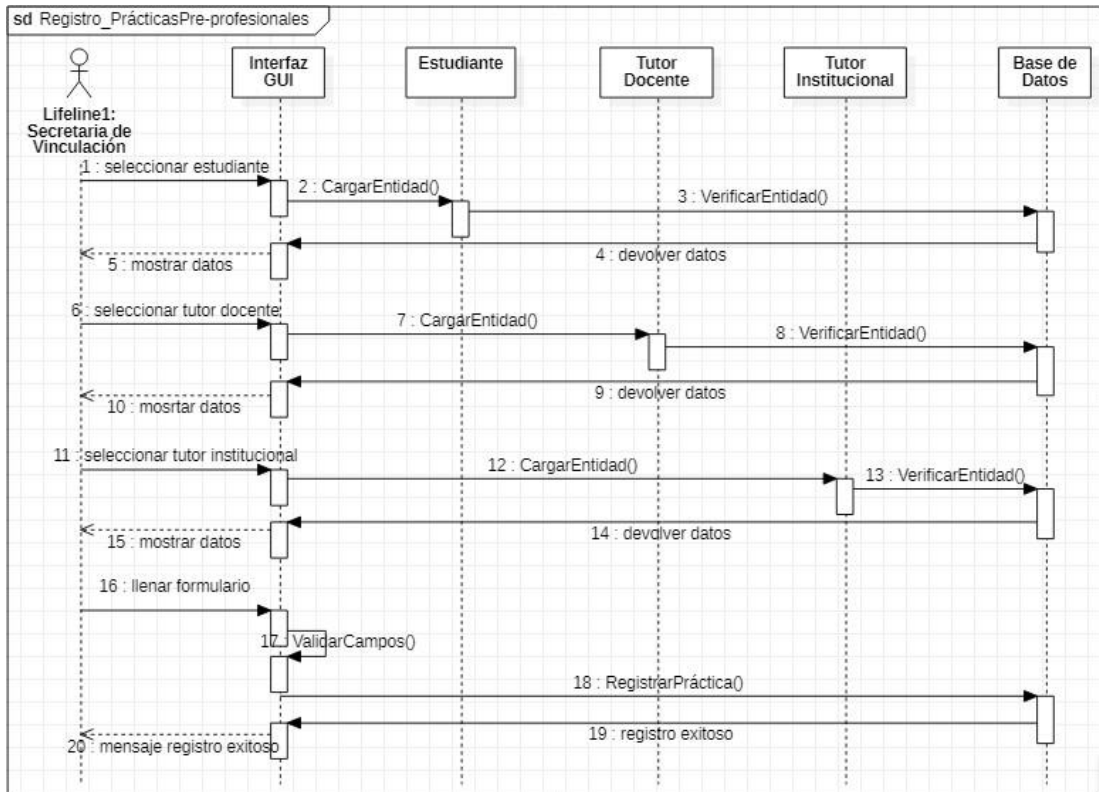 sd Registro_PrácticasPre-profesionales
Interfaz
GUI
Estudiante
Tutor
Docente
Tutor
Institucional
Base de
Datos
Lifeline1:
Secretaria de
Vinculación
1 : seleccionar estudiante
2 : CargarEntidad()
3 : VerificarEntidad()
4 : devolver datos
5 : mostrar datos
6 : seleccionar tutor docente
7 : CargarEntidad()
8 : VerificarEntidad()
9 : devolver datos
10 : mosrtar datos
11 : seleccionar tutor institucional
12 : CargarEntidad()
13 : VerificarEntidad()
14 : devolver datos
15 : mostrar datos
16 : llenar formulario
17 : ValidarCampos()
18 : RegistrarPráctica()
19 : registro exitoso
20 : mensaje registro exitoso